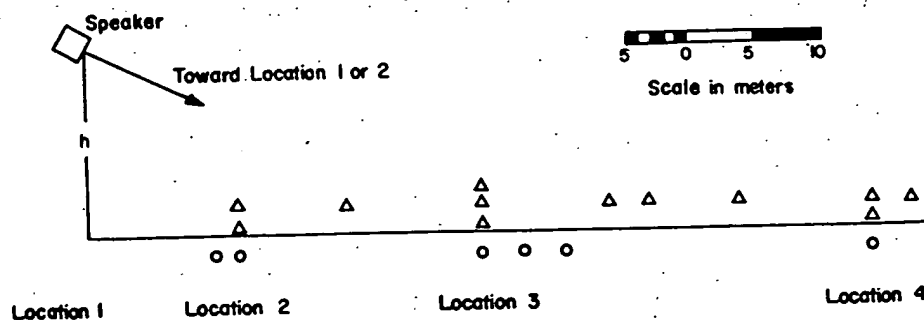 Speaker
Toward Location 1 or 2
5 0 5 10
Scale in meters
h
Location 1 Location 2 Location 3 Location 4